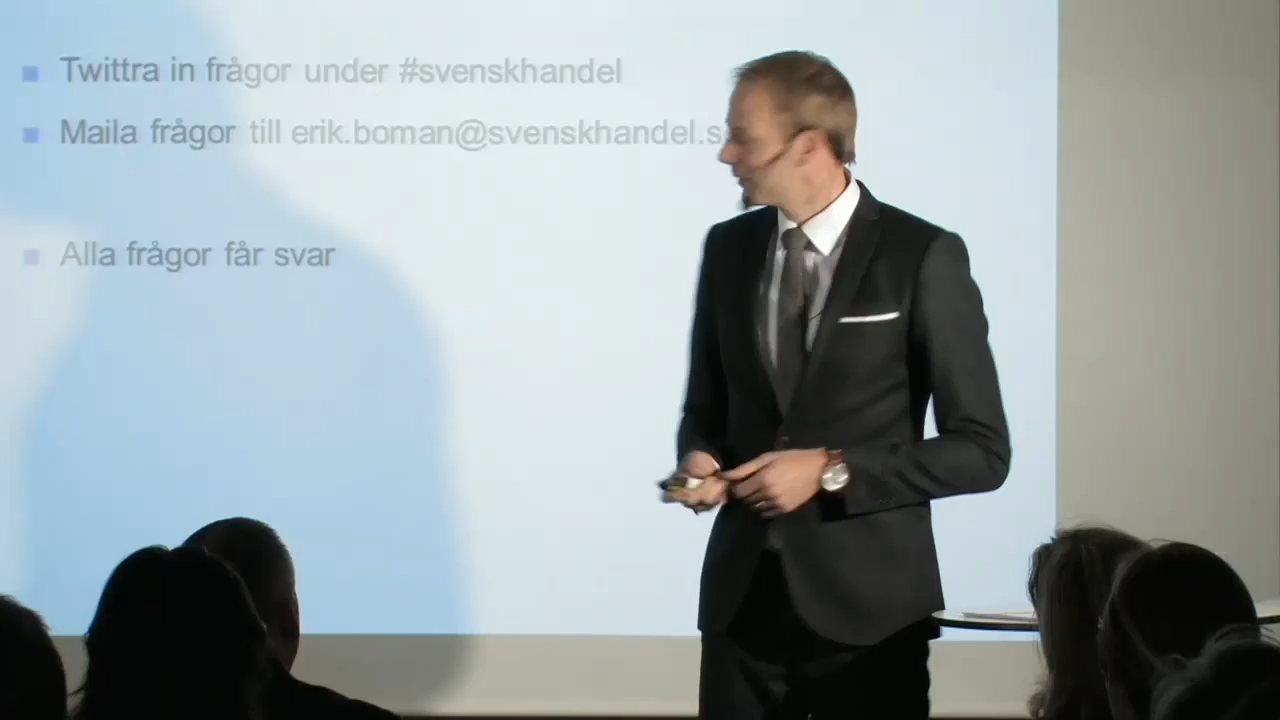 Twittra in frågor under #svenskhandel
Maila frågor till erik.boman@svenskhandel.s
Alla frågor får svar